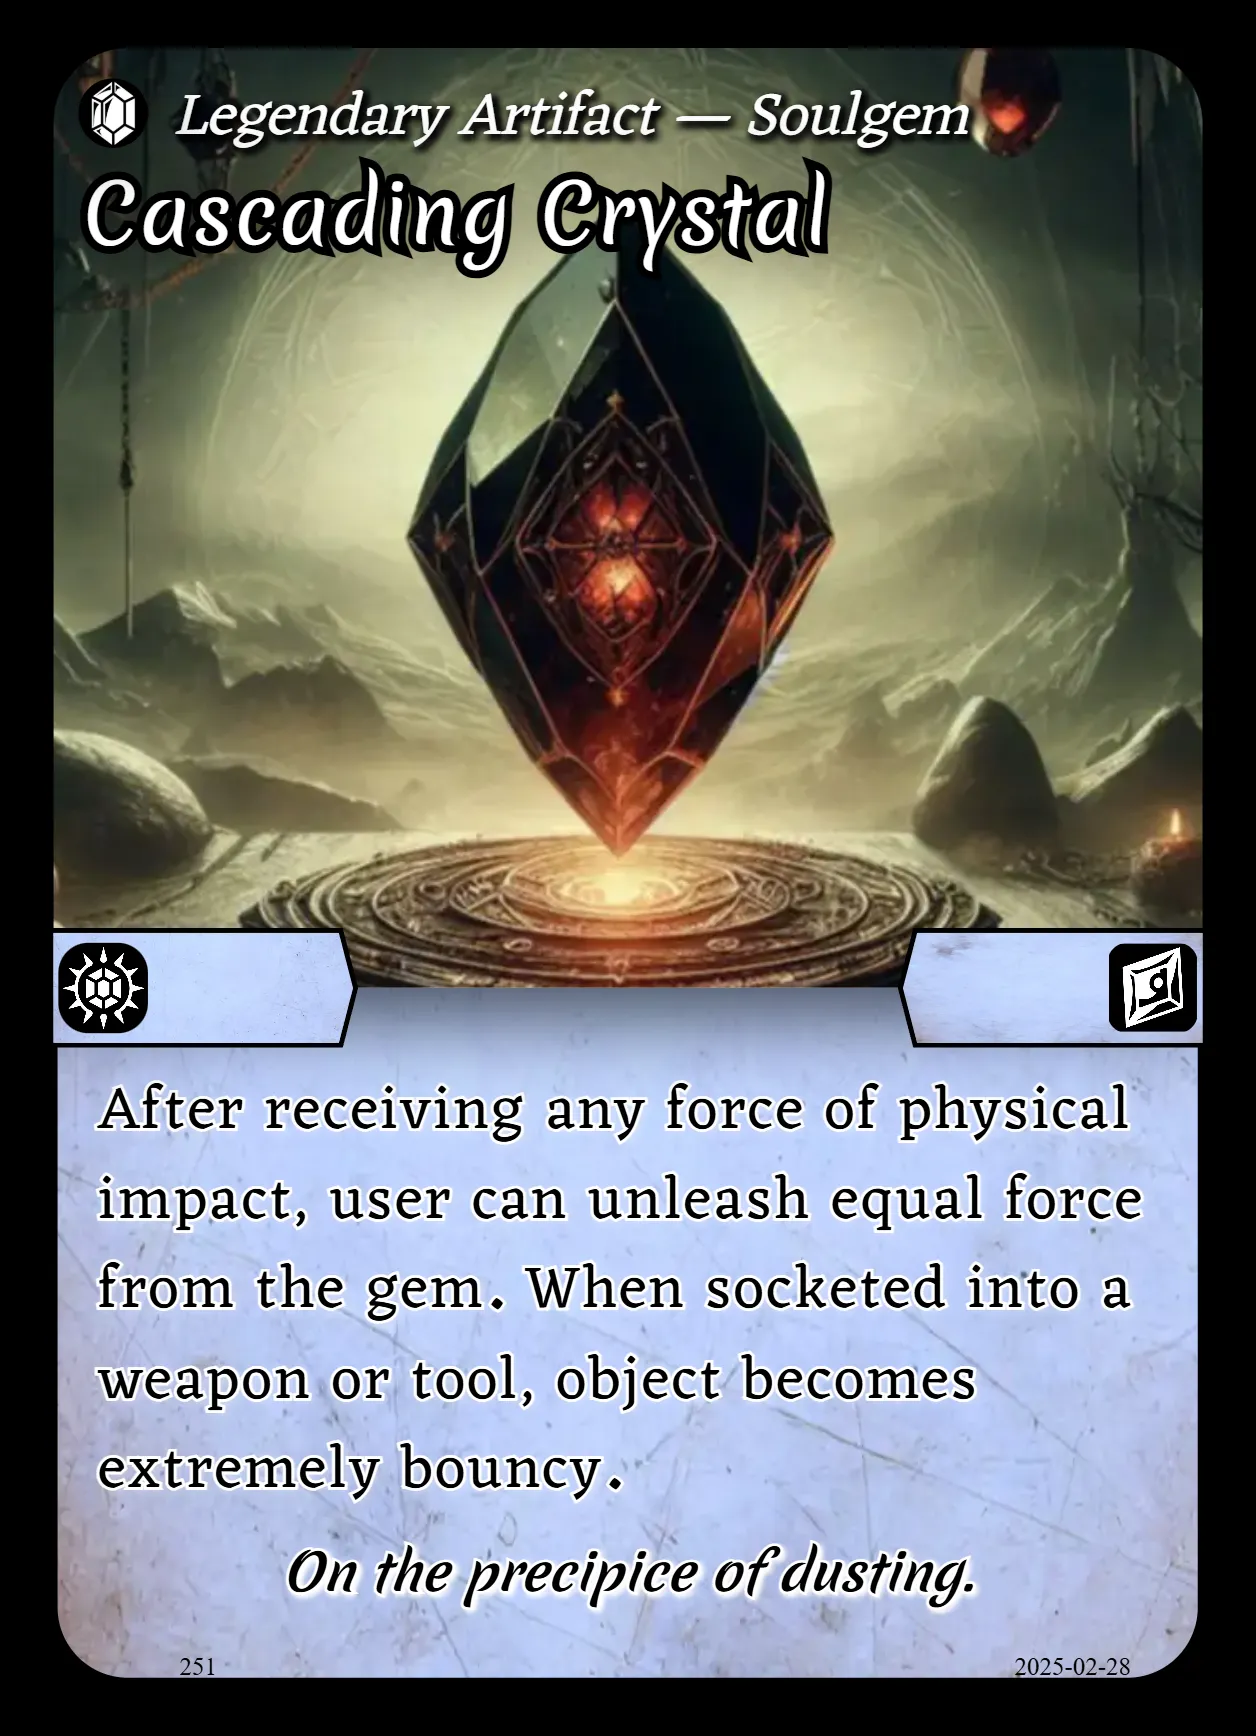 Legendary Artifact — Soulgem
Cascading Crystal
After receiving any force of physical
impact, user can unleash equal force
from the gem. When socketed into a
weapon or tool, object becomes
extremely bouncy.
On the precipice of dusting.
251
2025-02-28